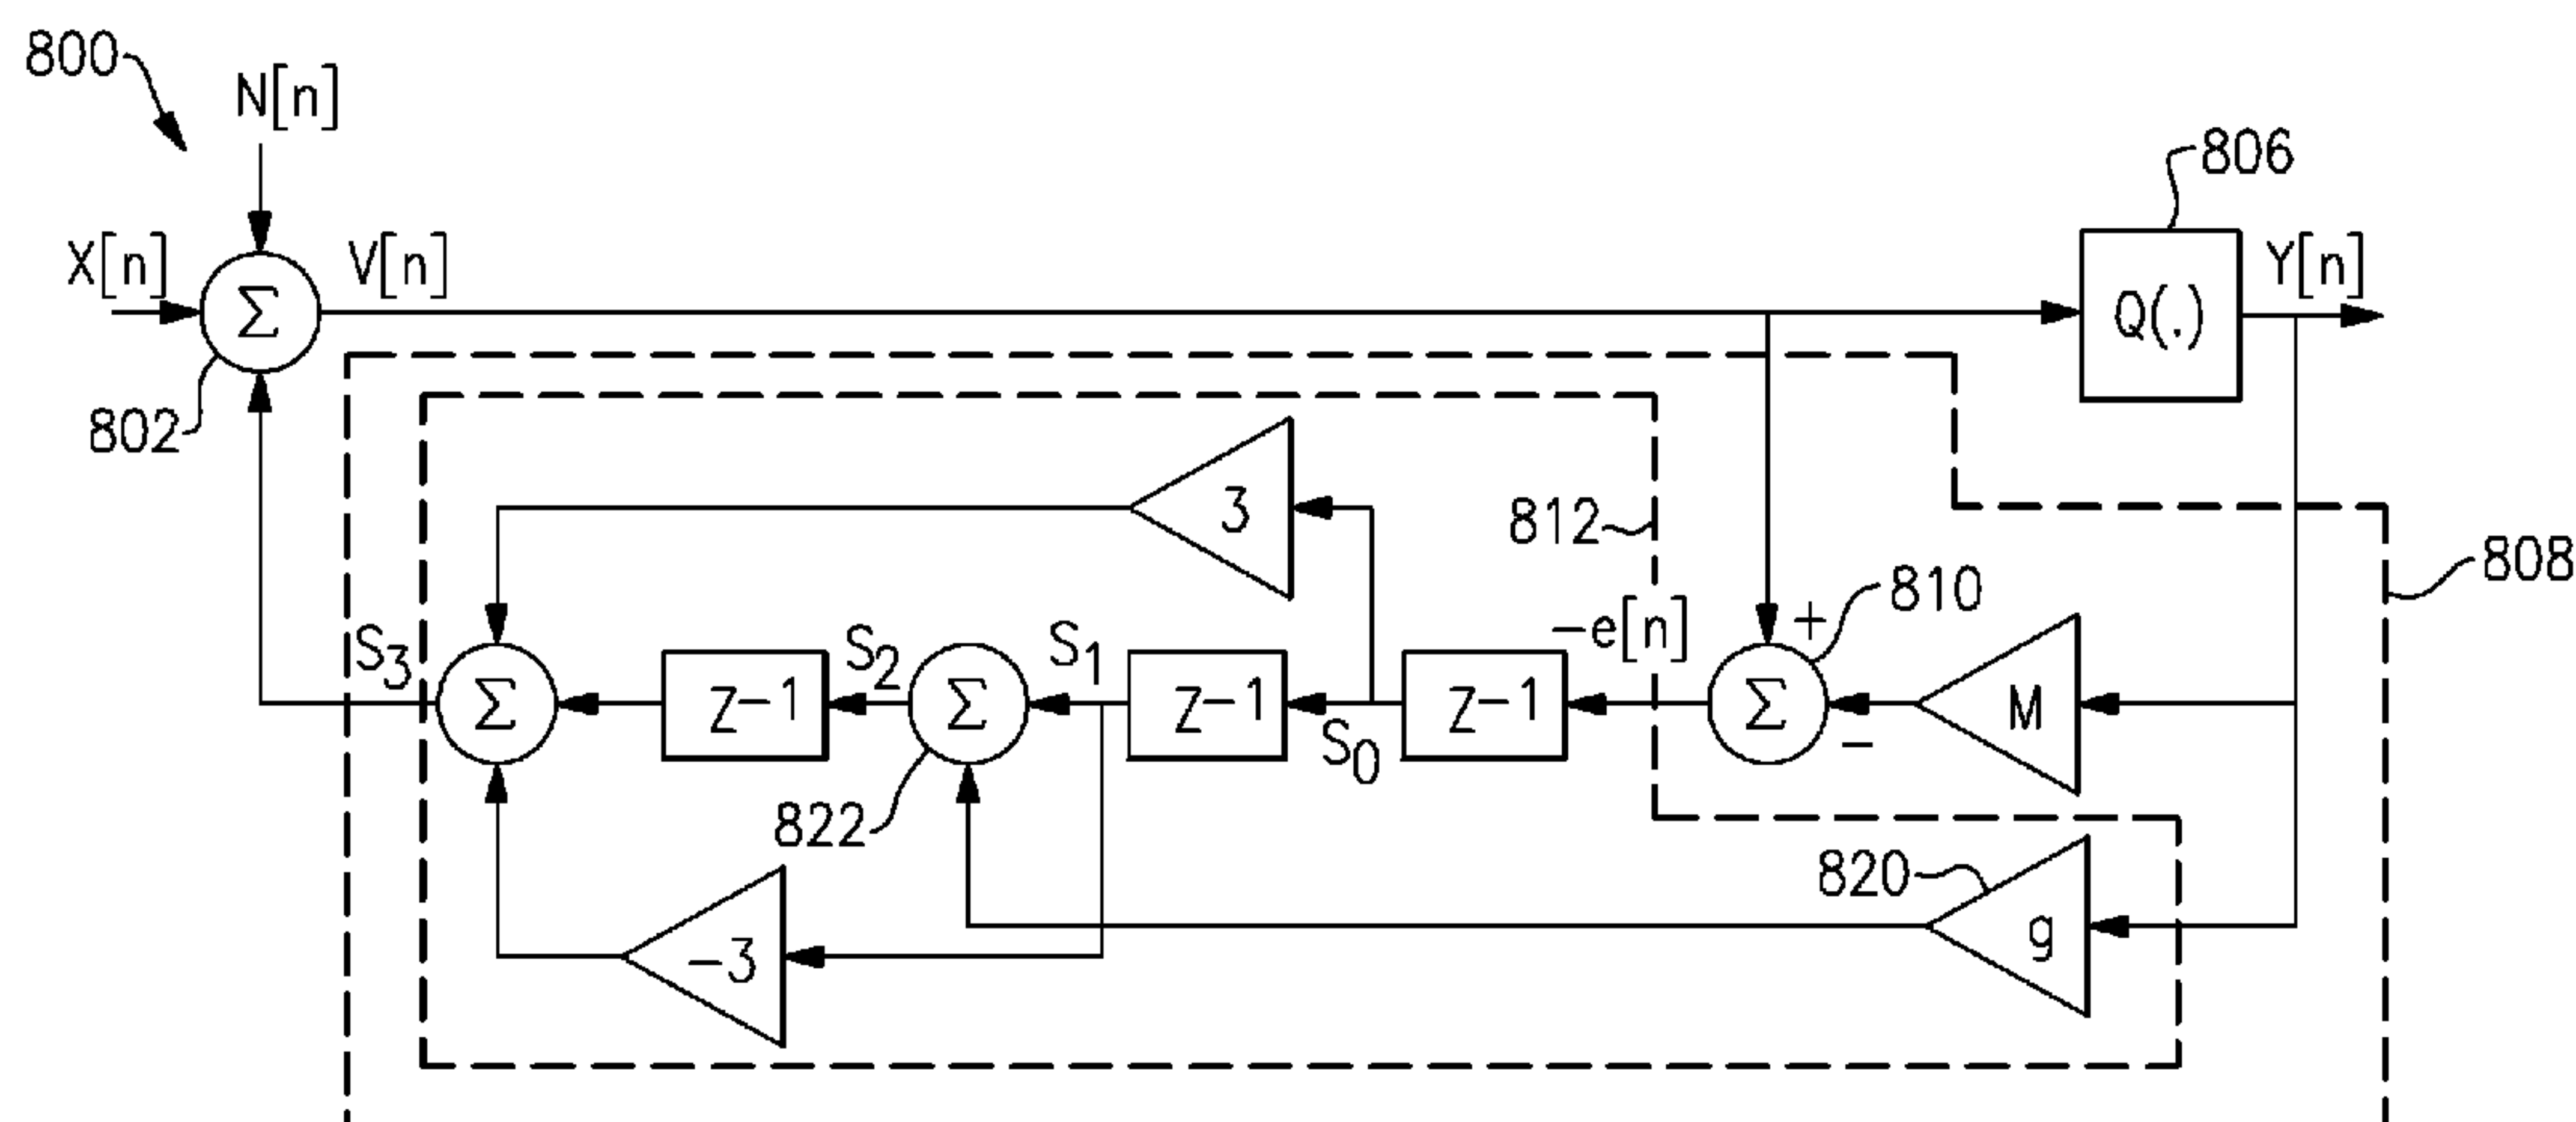 800
N[n]
806
X[n]
V[n]
Y[n]
Σ
Q(.)
802
3
812
808
810
-e[n]
+
S3
S2
S1
Σ
Z-1
Σ
Z-1
S0
Z-1
Σ
M
-
822
820
g
-3